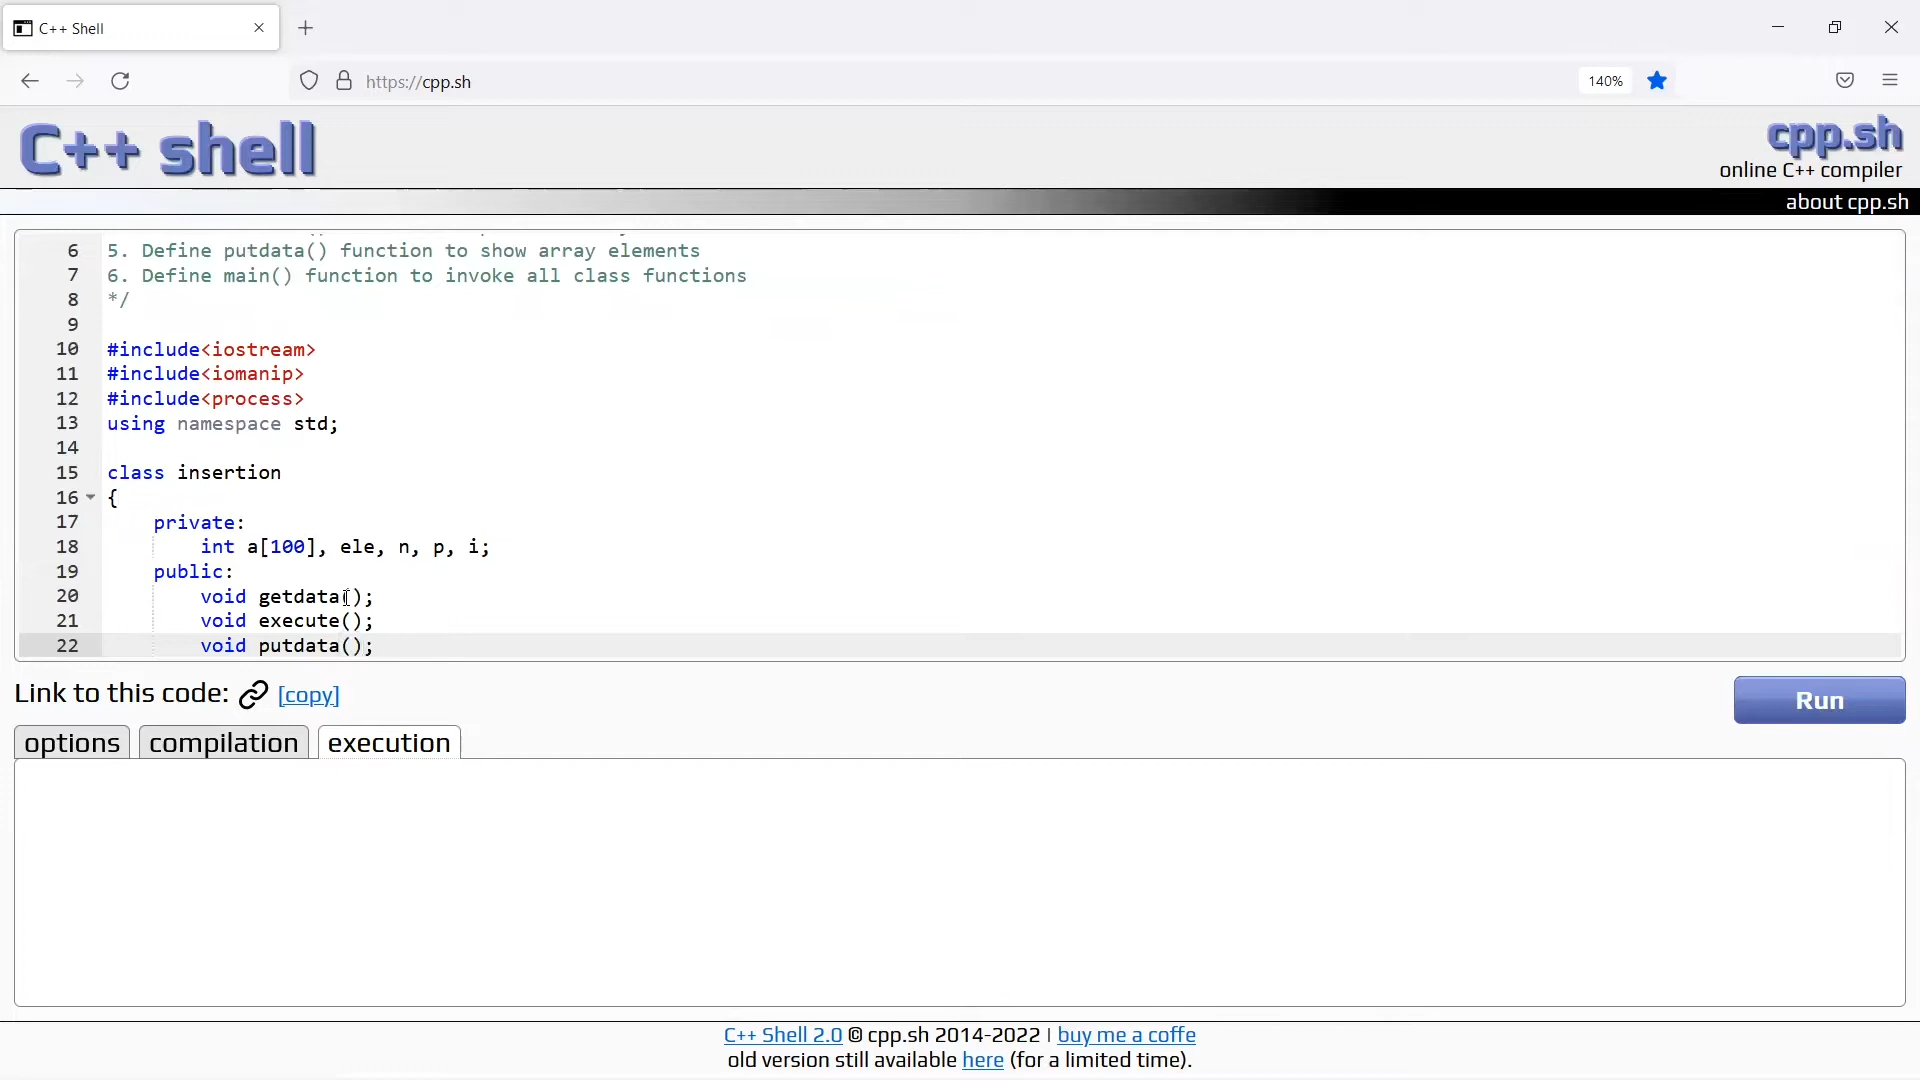 C++ Shell
https://cpp.sh
140%
C++ shell
cpp.sh
online C++ compiler
about cpp.sh
6 5. Define putdata() function to show array elements
7 6. Define main() function to invoke all class functions
8 */
9
10 #include<iostream>
11 #include<iomanip>
12 #include<process>
13 using namespace std;
14
15 class insertion
16 {
17 private:
18 int a[100], ele, n, p, i;
19 public:
20 void getdata();
21 void execute();
22 void putdata();
Link to this code: [copy]
Run
options compilation execution
C++ Shell 2.0 © cpp.sh 2014-2022 | buy me a coffe
old version still available here (for a limited time).